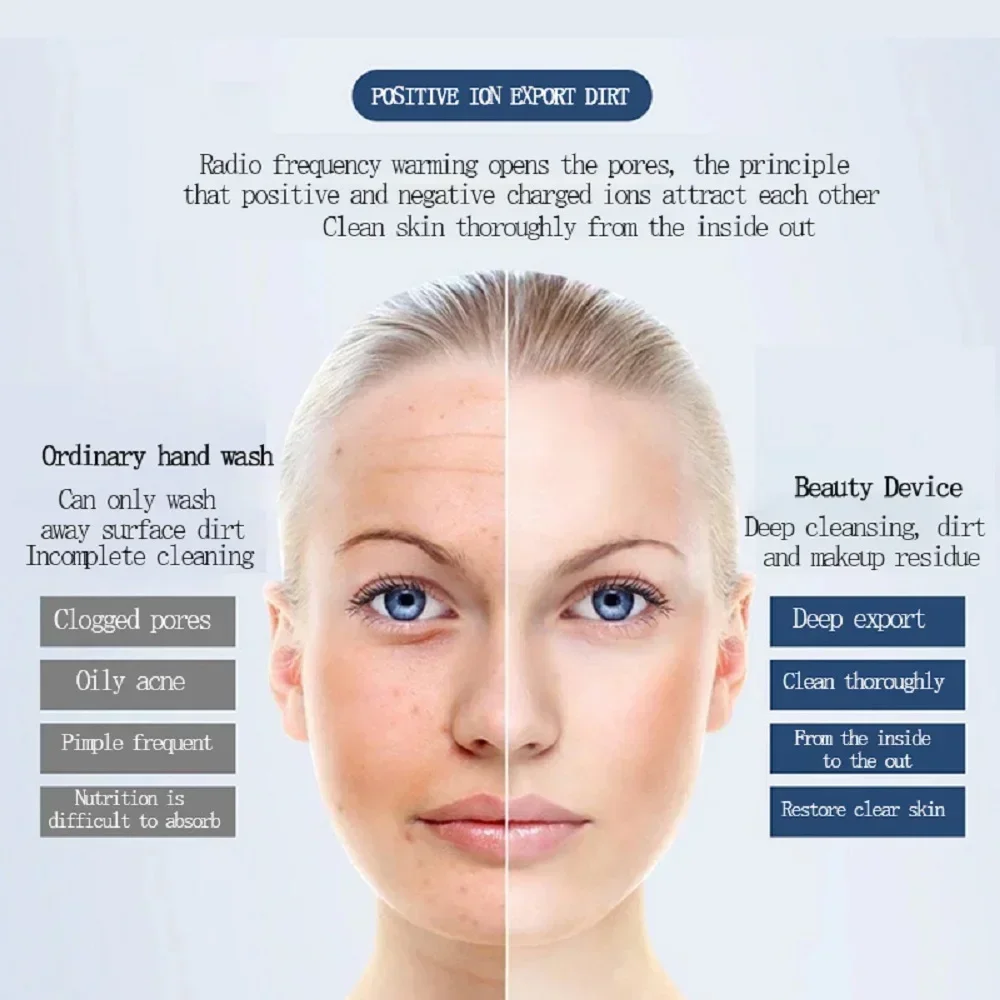 POSITIVE ION EXPORT DIRT
Radio frequency warming opens the pores, the principle
that positive and negative charged ions attract each other
Clean skin thoroughly from the inside out
Ordinary hand wash
Can only wash
away surface dirt
Incomplete cleaning
Clogged pores
Oily acne
Pimple frequent
Nutrition is
difficult to absorb
Beauty Device
Deep cleansing, dirt
and makeup residue
Deep export
Clean thoroughly
From the inside
to the out
Restore clear skin